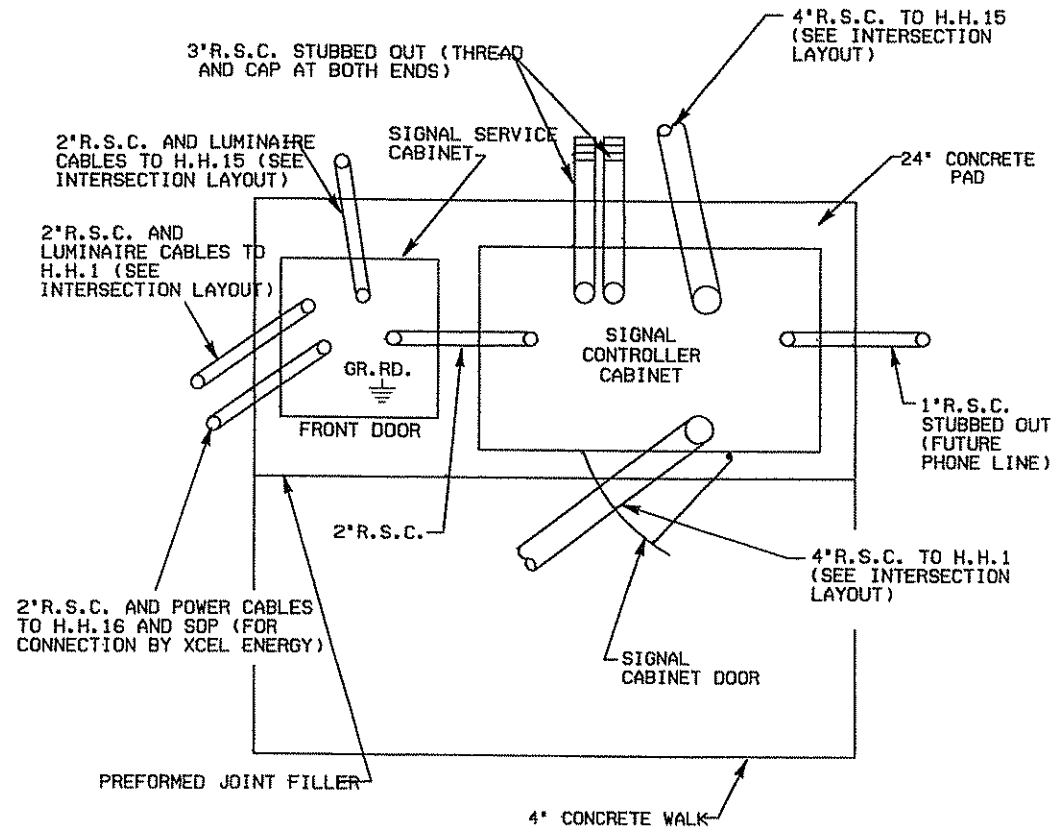 4"R.S.C. TO H.H.15
(SEE INTERSECTION
LAYOUT)
3"R.S.C. STUBBED OUT (THREAD
AND CAP AT BOTH ENDS)
2"R.S.C. AND LUMINAIRE
CABLES TO H.H.15 (SEE
INTERSECTION LAYOUT)
SIGNAL SERVICE
CABINET
24" CONCRETE
PAD
2"R.S.C. AND
LUMINAIRE CABLES TO
H.H.1 (SEE
INTERSECTION LAYOUT)
SIGNAL
CONTROLLER
CABINET
GR.RD.
FRONT DOOR
1"R.S.C.
STUBBED OUT
(FUTURE
PHONE LINE)
2"R.S.C.
4"R.S.C. TO H.H.1
(SEE INTERSECTION
LAYOUT)
2"R.S.C. AND POWER CABLES
TO H.H.16 AND SOP (FOR
CONNECTION BY XCEL ENERGY)
SIGNAL
CABINET DOOR
PREFORMED JOINT FILLER
4" CONCRETE WALK